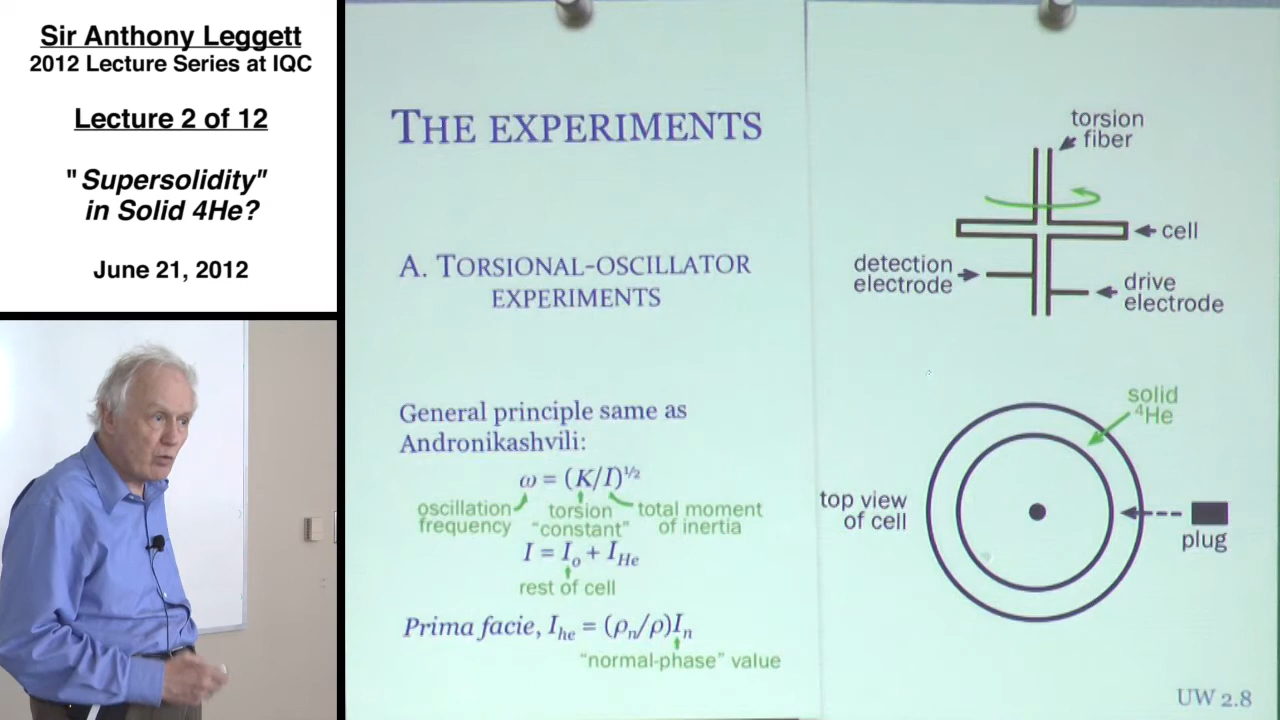 Sir Anthony Leggett
2012 Lecture Series at IQC
Lecture 2 of 12
"Supersolidity"
in Solid 4He?
June 21, 2012
THE EXPERIMENTS
A. TORSIONAL-OSCILLATOR
EXPERIMENTS
General principle same as
Andronikashvili:
ω = (K/I)^½
oscillation
frequency
torsion
"constant"
total moment
of inertia
I = I₀ + I_He
rest of cell
Prima facie, I_he = (ρₙ/ρ)Iₙ
"normal-phase" value
torsion
fiber
cell
detection
electrode
drive
electrode
solid
⁴He
top view
of cell
plug
UW 2.8